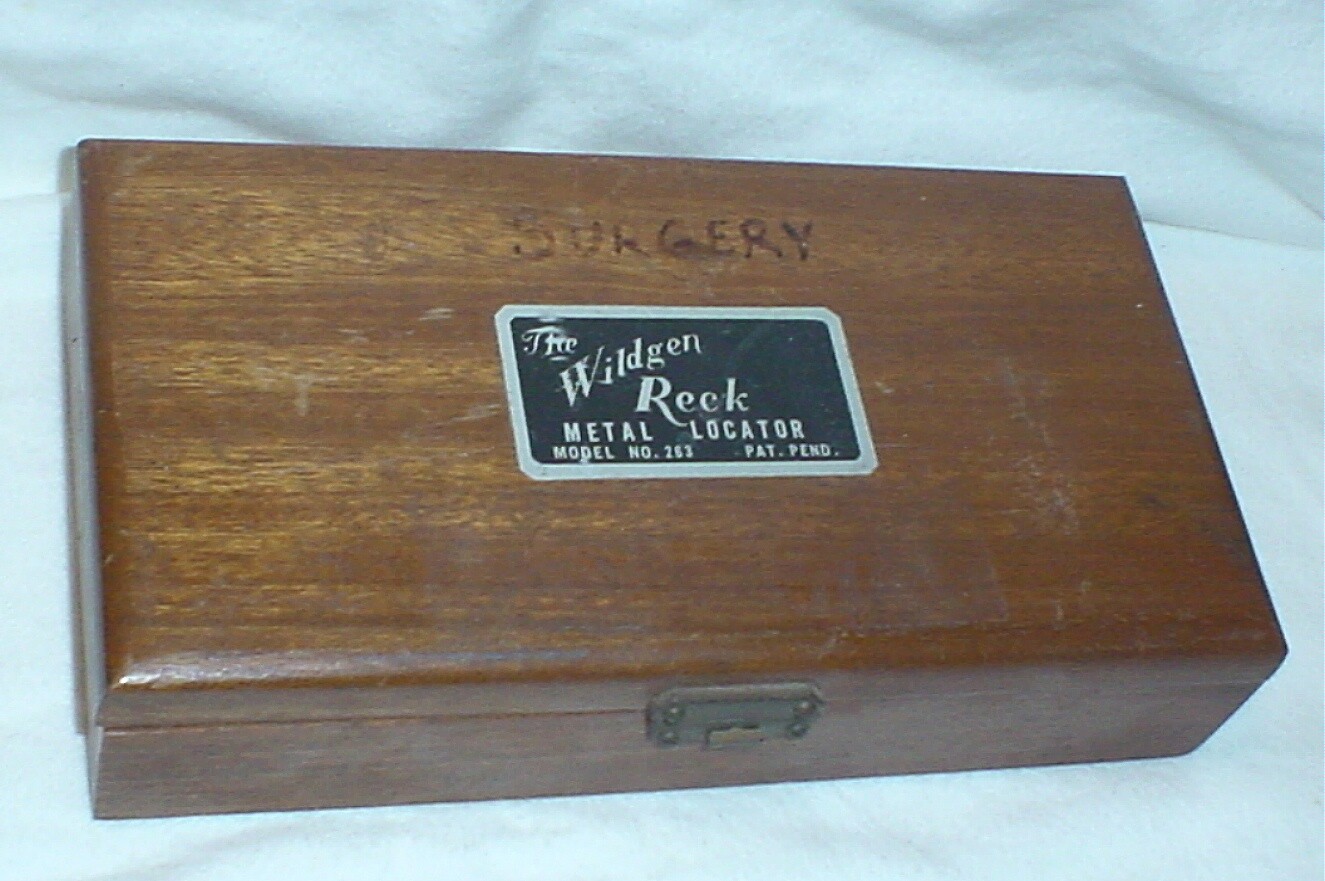 SURGERY
The
Wildgen
Reck
METAL LOCATOR
MODEL NO. 263 PAT. PEND.